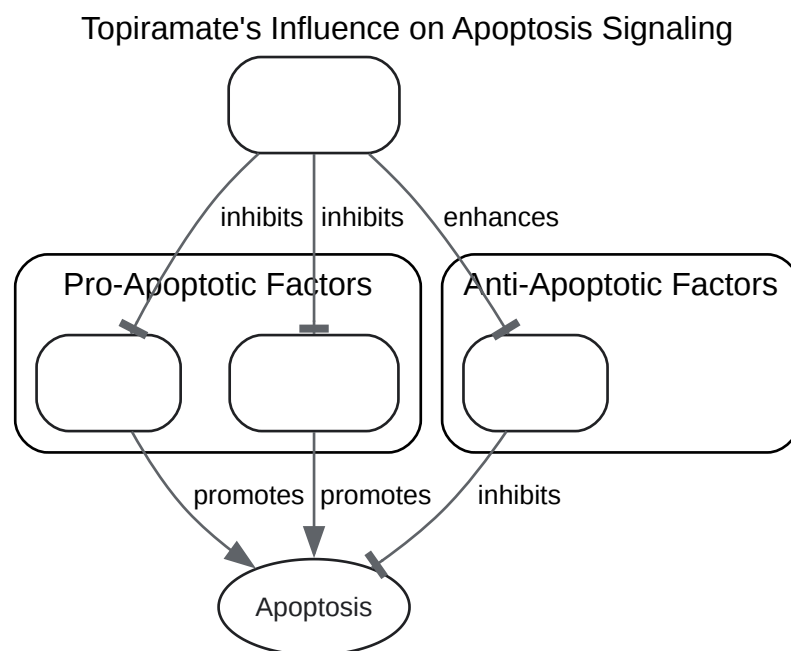 Topiramate's Influence on Apoptosis Signaling
inhibits
inhibits
enhances
Pro-Apoptotic Factors
Anti-Apoptotic Factors
promotes
promotes
inhibits
Apoptosis